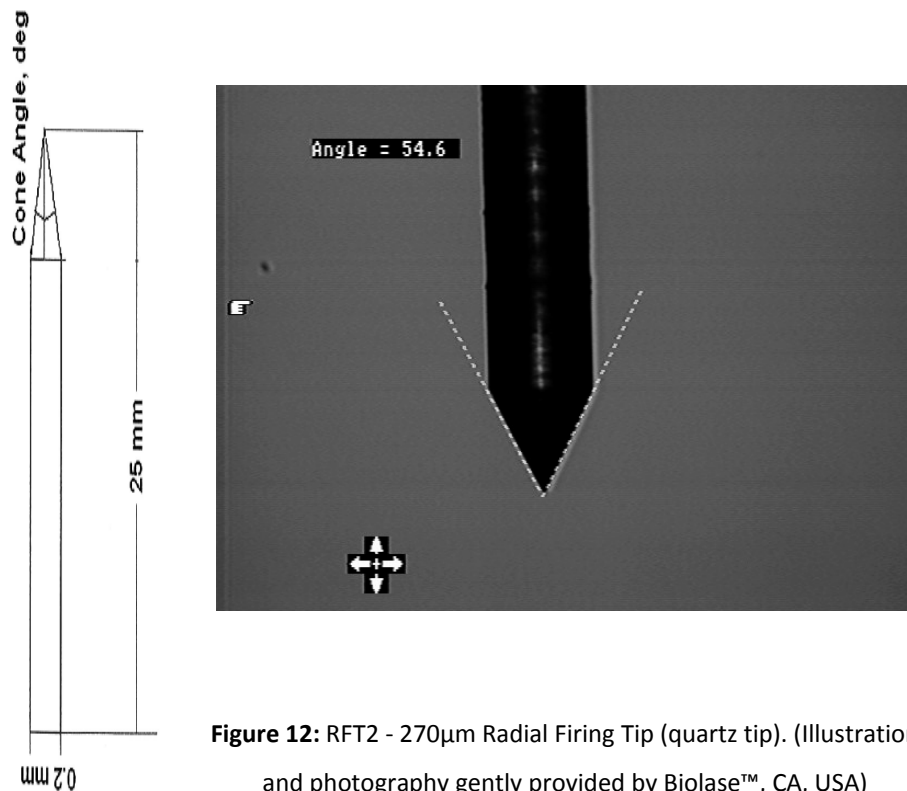 Cone Angle, deg
25 mm
0.2 mm
Angle = 54.6
Figure 12: RFT2 - 270µm Radial Firing Tip (quartz tip). (Illustration
and photography gently provided by Biolase™, CA, USA)